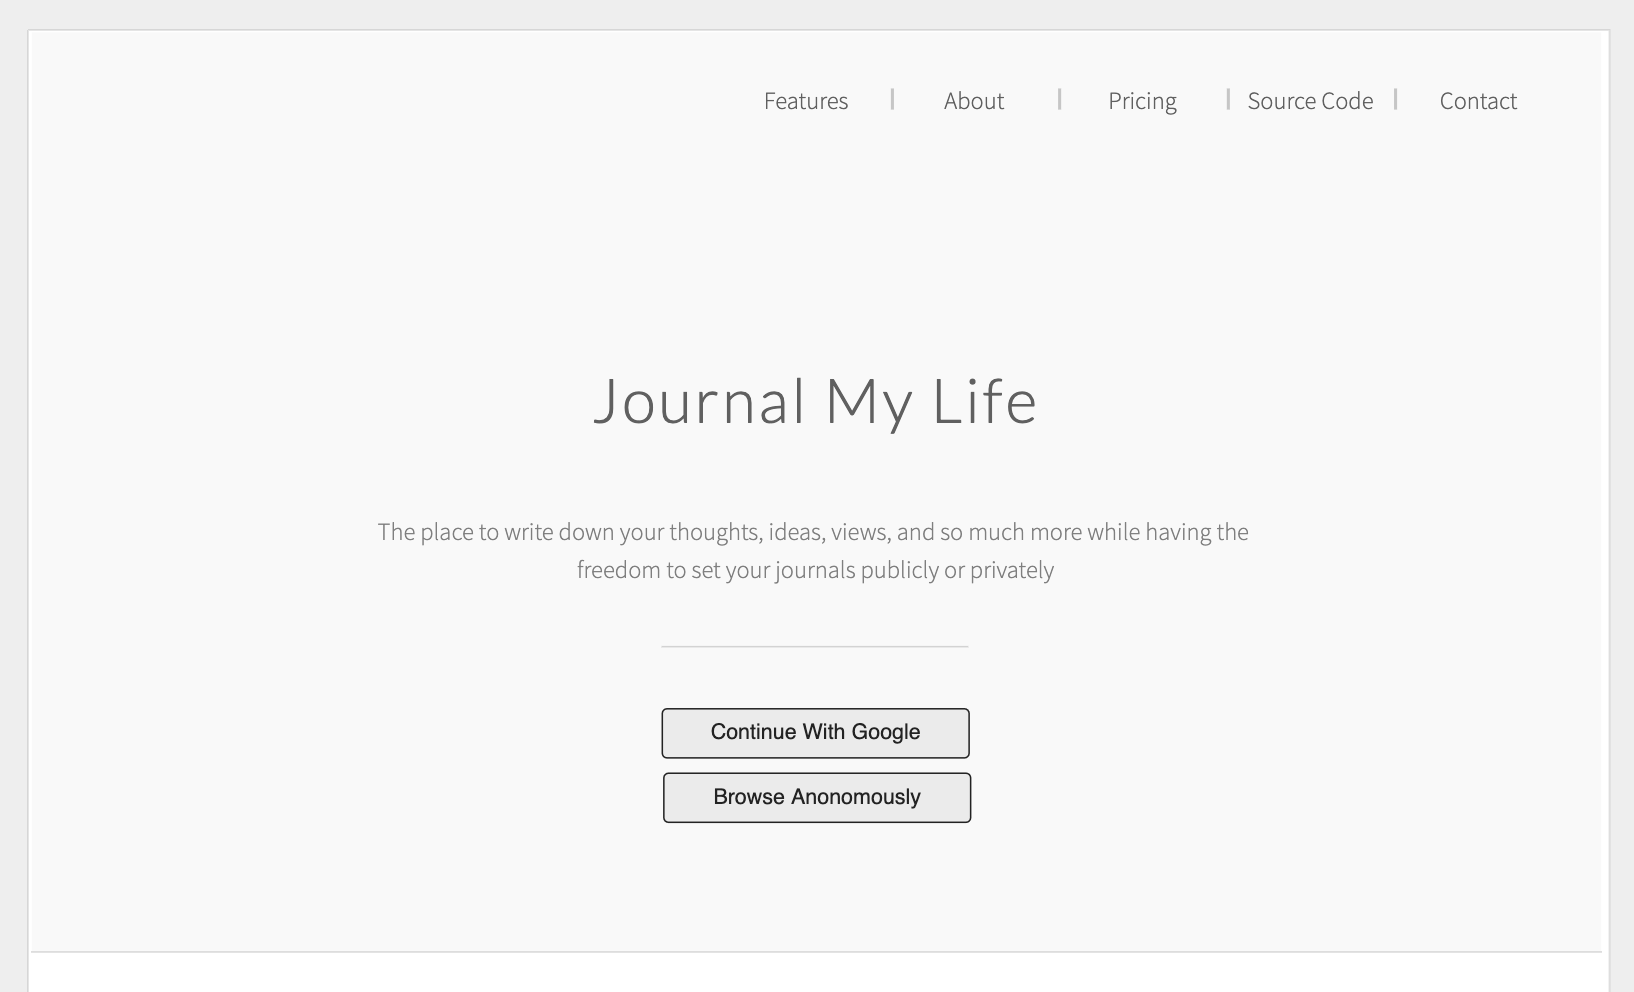 Features | About | Pricing | Source Code | Contact
Journal My Life
The place to write down your thoughts, ideas, views, and so much more while having the
freedom to set your journals publicly or privately
Continue With Google
Browse Anonomously